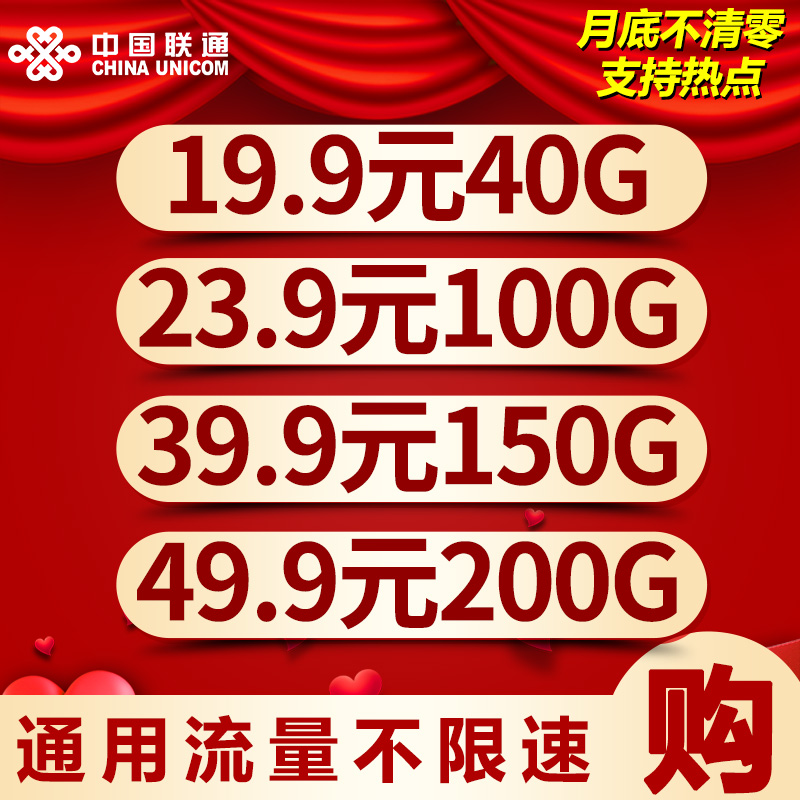 中国联通
CHINA UNICOM
月底不清零
支持热点
19.9元40G
23.9元100G
39.9元150G
49.9元200G
通用流量不限速
购